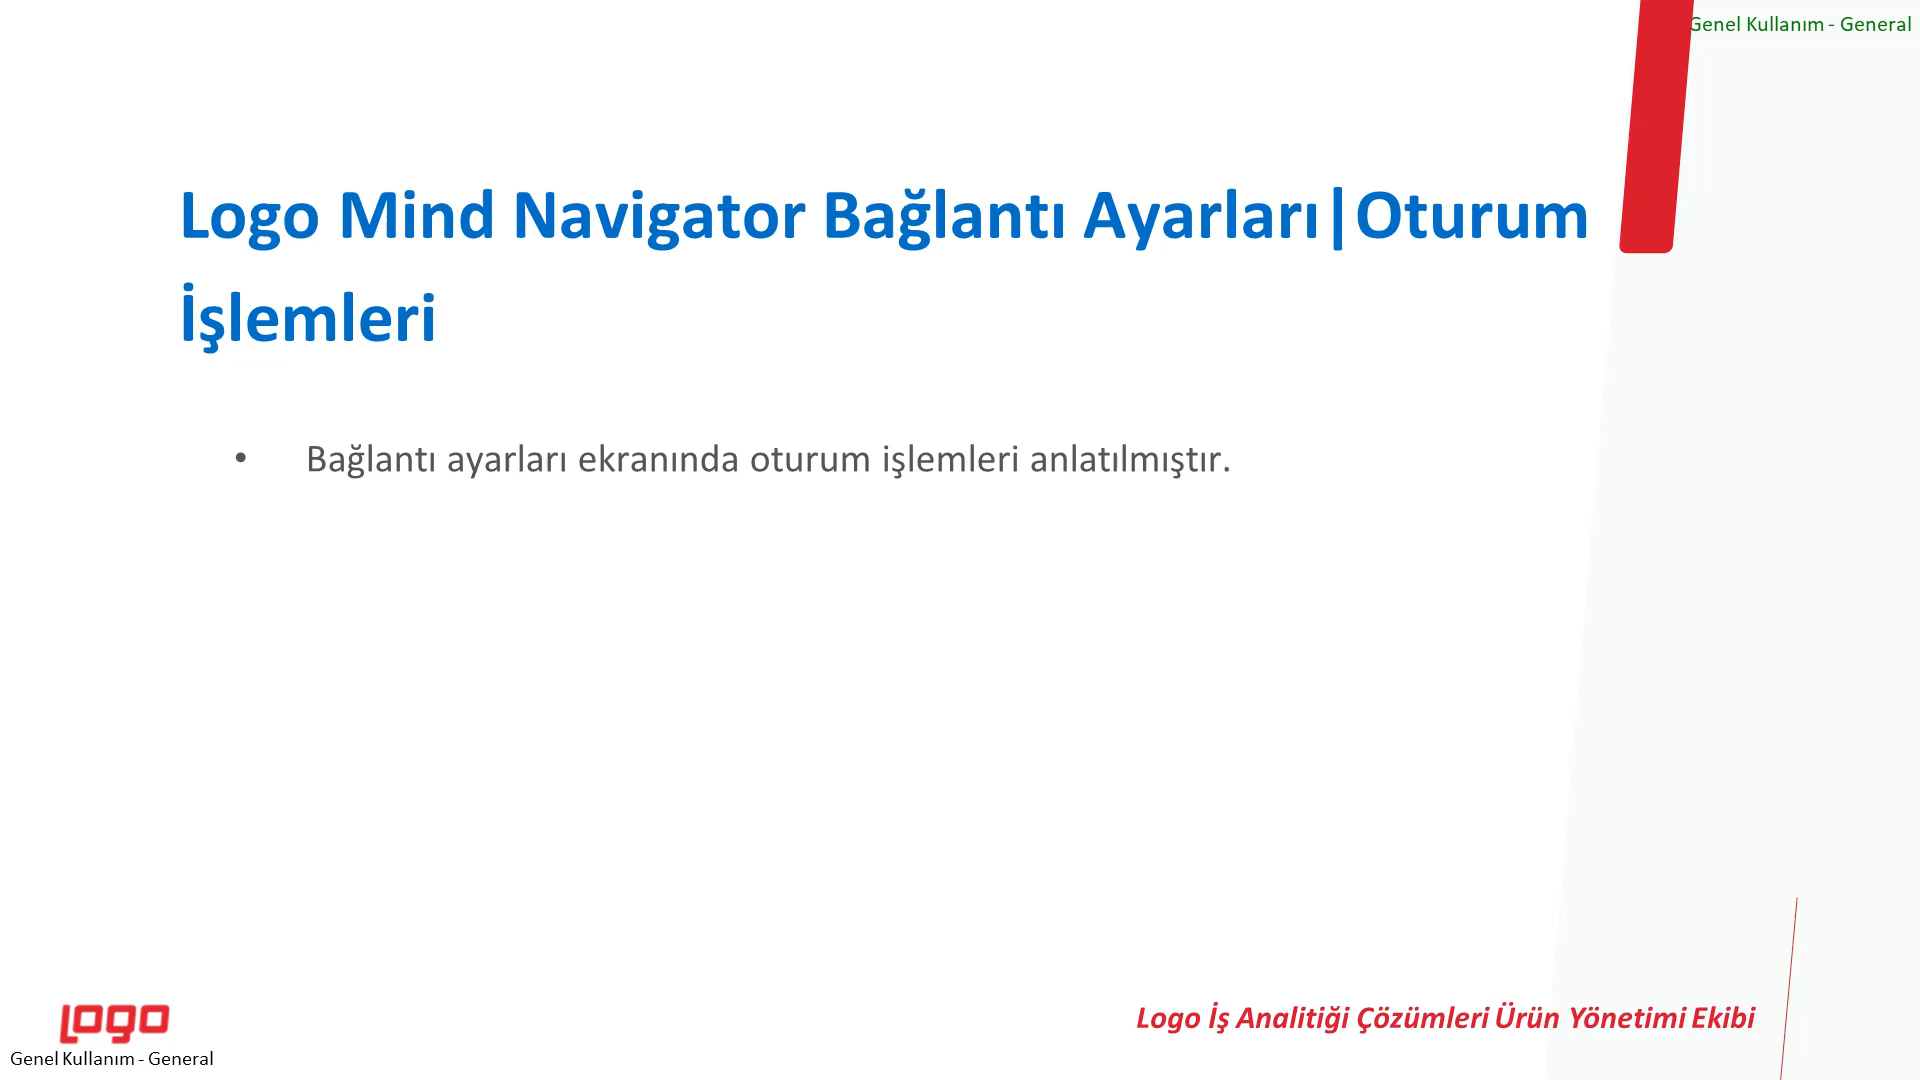 Genel Kullanım - General
Logo Mind Navigator Bağlantı Ayarları|Oturum
İşlemleri
• Bağlantı ayarları ekranında oturum işlemleri anlatılmıştır.
LOGO
Logo İş Analitiği Çözümleri Ürün Yönetimi Ekibi
Genel Kullanım - General